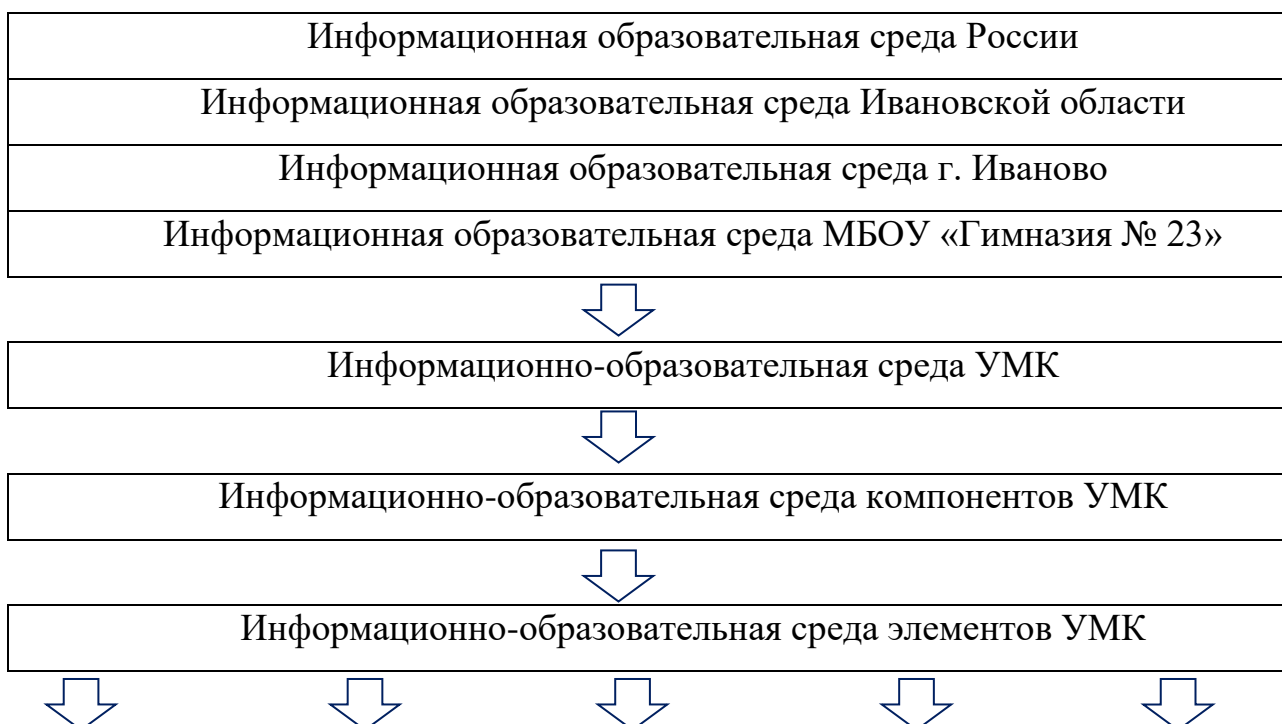 Информационная образовательная среда России
Информационная образовательная среда Ивановской области
Информационная образовательная среда г. Иваново
Информационная образовательная среда МБОУ «Гимназия № 23»
Информационно-образовательная среда УМК
Информационно-образовательная среда компонентов УМК
Информационно-образовательная среда элементов УМК